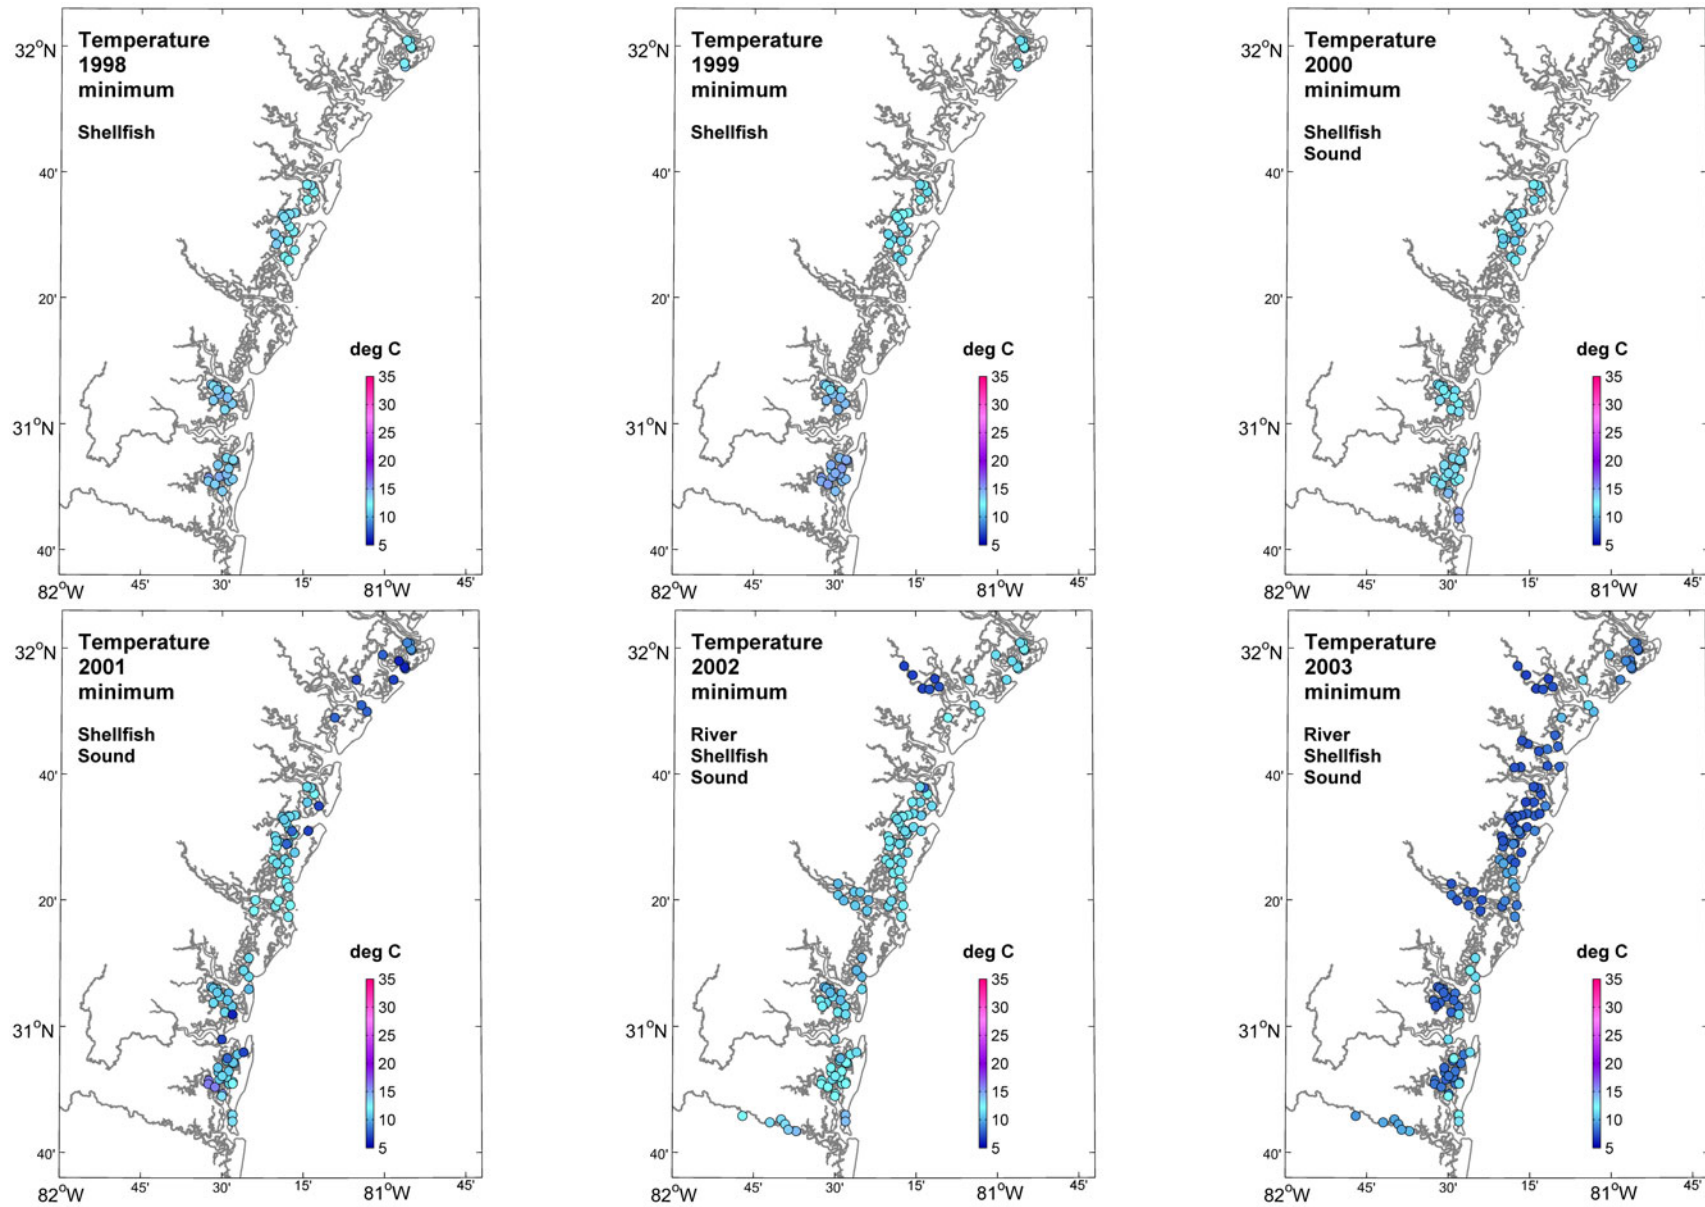 Temperature
1998
minimum
Shellfish
32°N
40'
20'
31°N
40'
82°W
45'
30'
15'
81°W
45'
deg C
35
30
25
20
15
10
5
Temperature
1999
minimum
Shellfish
32°N
40'
20'
31°N
40'
82°W
45'
30'
15'
81°W
45'
deg C
35
30
25
20
15
10
5
Temperature
2000
minimum
Shellfish
Sound
32°N
40'
20'
31°N
40'
82°W
45'
30'
15'
81°W
45'
deg C
35
30
25
20
15
10
5
Temperature
2001
minimum
Shellfish
Sound
32°N
40'
20'
31°N
40'
82°W
45'
30'
15'
81°W
45'
deg C
35
30
25
20
15
10
5
Temperature
2002
minimum
River
Shellfish
Sound
32°N
40'
20'
31°N
40'
82°W
45'
30'
15'
81°W
45'
deg C
35
30
25
20
15
10
5
Temperature
2003
minimum
River
Shellfish
Sound
32°N
40'
20'
31°N
40'
82°W
45'
30'
15'
81°W
45'
deg C
35
30
25
20
15
10
5